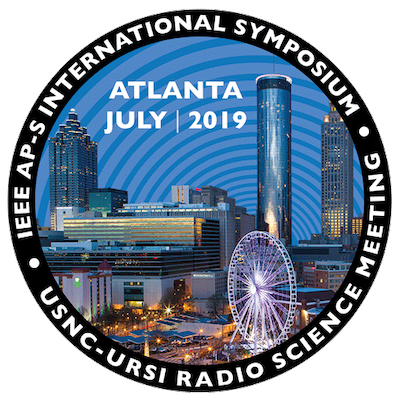 IEEE AP-S INTERNATIONAL SYMPOSIUM
ATLANTA
JULY | 2019
• USNC-URSI RADIO SCIENCE MEETING •